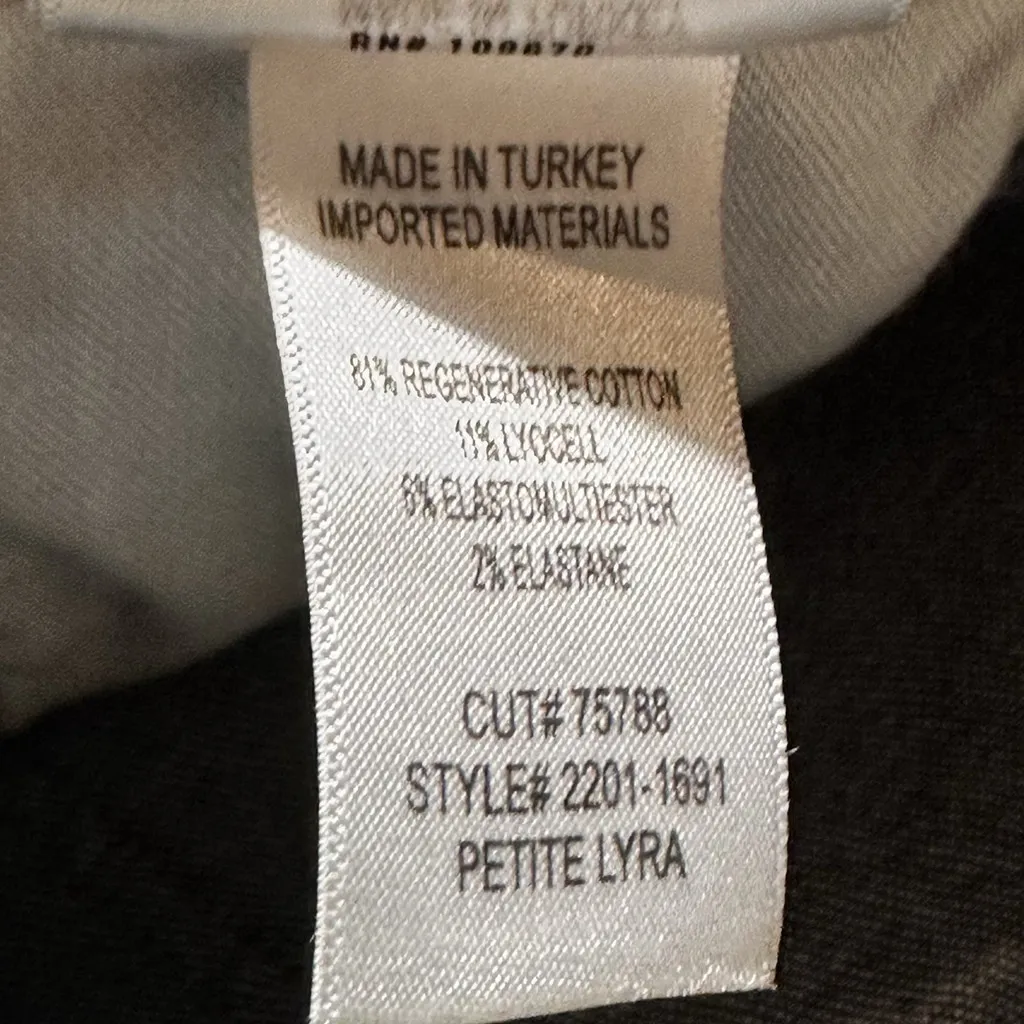 RN#
MADE IN TURKEY
IMPORTED MATERIALS
81% REGENERATIVE COTTON
11% LYOCELL
6% ELASTOMULTIESTER
2% ELASTANE
CUT# 75788
STYLE# 2201-1691
PETITE LYRA